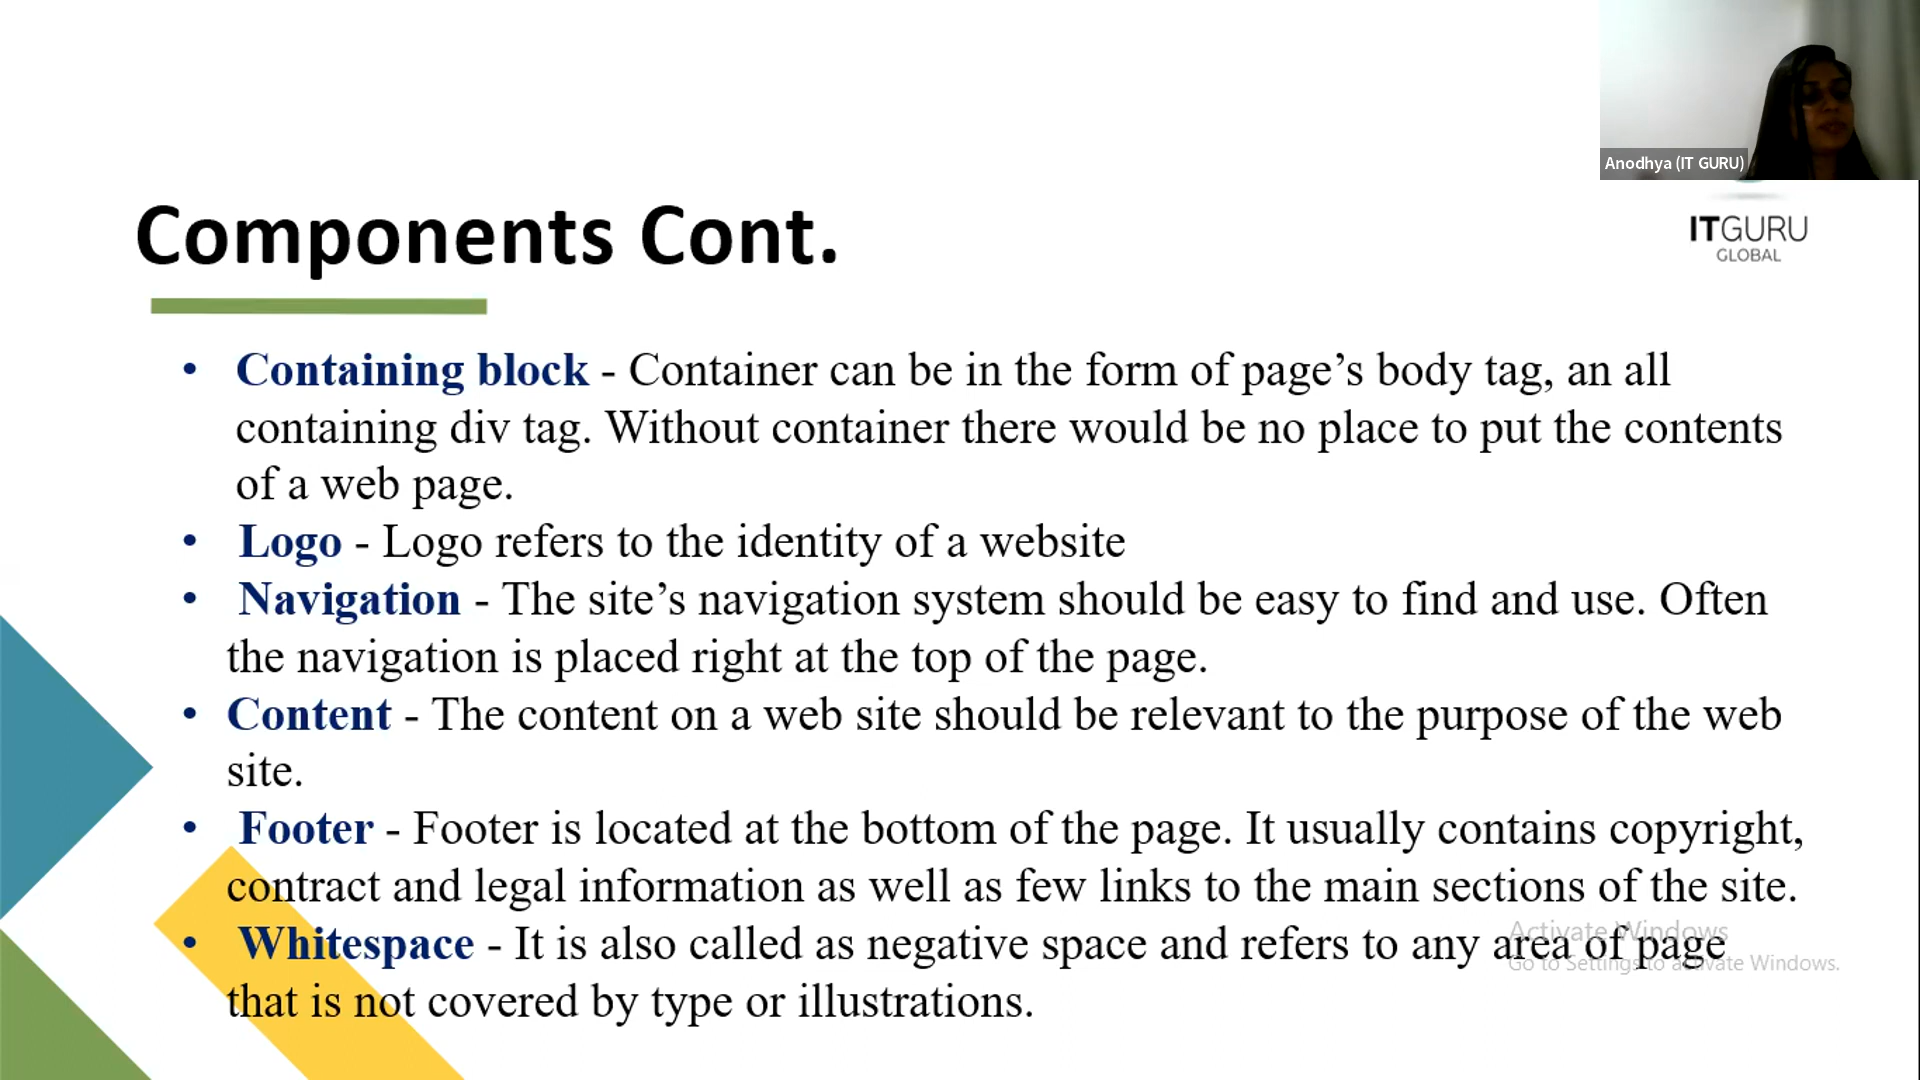 Anodhya (IT GURU)
ITGURU
GLOBAL
Components Cont.
• Containing block - Container can be in the form of page’s body tag, an all
containing div tag. Without container there would be no place to put the contents
of a web page.
• Logo - Logo refers to the identity of a website
• Navigation - The site’s navigation system should be easy to find and use. Often
the navigation is placed right at the top of the page.
• Content - The content on a web site should be relevant to the purpose of the web
site.
• Footer - Footer is located at the bottom of the page. It usually contains copyright,
contract and legal information as well as few links to the main sections of the site.
• Whitespace - It is also called as negative space and refers to any area of page
that is not covered by type or illustrations.
Activate Windows
Go to Settings to activate Windows.